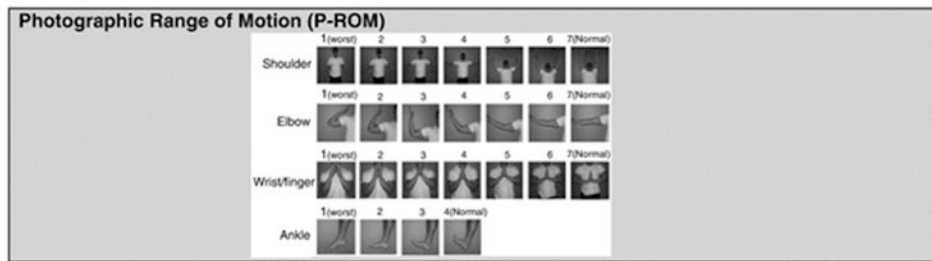 Photographic Range of Motion (P-ROM)
1(worst) 2 3 4 5 6 7(Normal)
Shoulder
1(worst) 2 3 4 5 6 7(Normal)
Elbow
1(worst) 2 3 4 5 6 7(Normal)
Wrist/finger
1(worst) 2 3 4(Normal)
Ankle